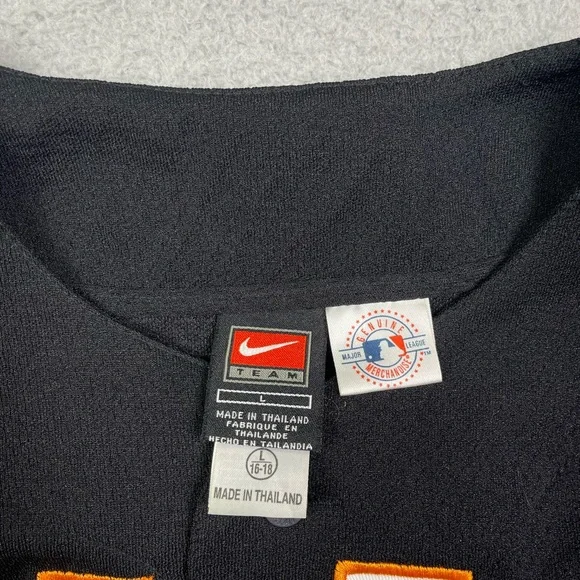 TEAM
L
MADE IN THAILAND
FABRIQUE EN
THAILANDE
HECHO EN TAILANDIA
L
16-18
MADE IN THAILAND
GENUINE
MAJOR LEAGUE
TM
MERCHANDISE